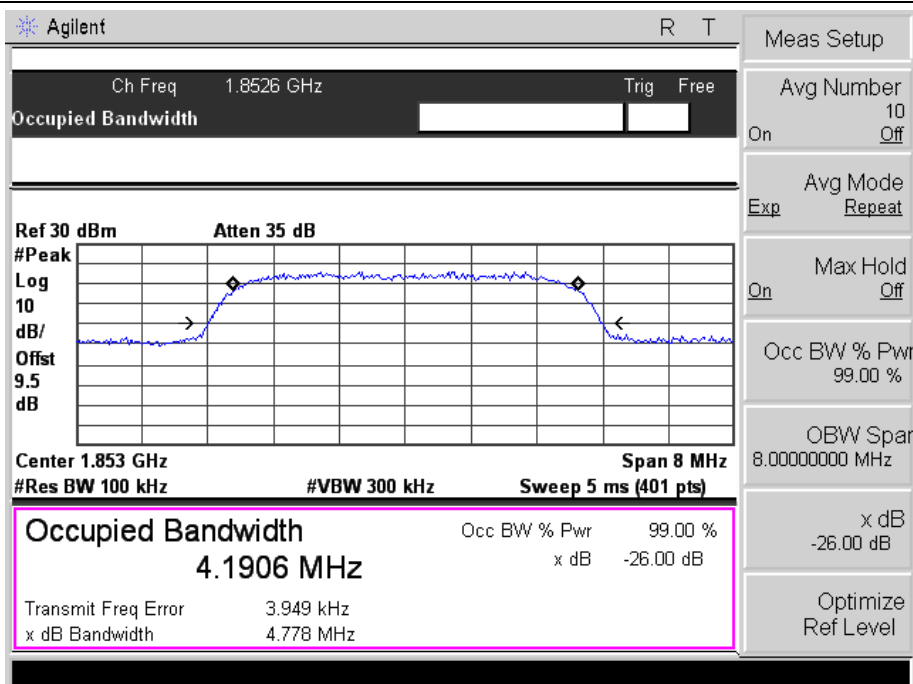 Agilent R T
Ch Freq 1.8526 GHz Trig Free
Occupied Bandwidth
Ref 30 dBm Atten 35 dB
#Peak
Log
10
dB/
Offst
9.5
dB
Center 1.853 GHz Span 8 MHz
#Res BW 100 kHz #VBW 300 kHz Sweep 5 ms (401 pts)
Occupied Bandwidth
4.1906 MHz
Occ BW % Pwr 99.00 %
x dB -26.00 dB
Transmit Freq Error 3.949 kHz
x dB Bandwidth 4.778 MHz
Meas Setup
Avg Number
10
On Off
Avg Mode
Exp Repeat
Max Hold
On Off
Occ BW % Pwr
99.00 %
OBW Span
8.00000000 MHz
x dB
-26.00 dB
Optimize
Ref Level